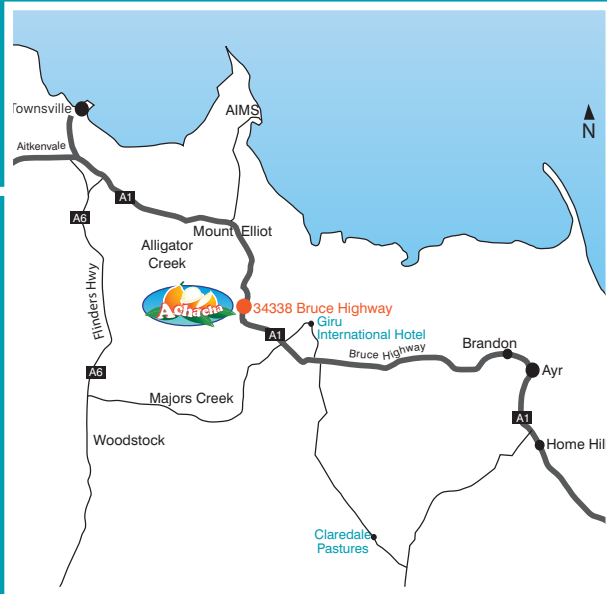 Townsville
AIMS
N
Aitkenvale
A1
A6
Mount Elliot
Alligator
Creek
Flinders Hwy
Achacha
34338 Bruce Highway
Giru
International Hotel
A1
Bruce Highway
Brandon
Ayr
A6
Majors Creek
A1
Woodstock
Home Hil
Claredale
Pastures